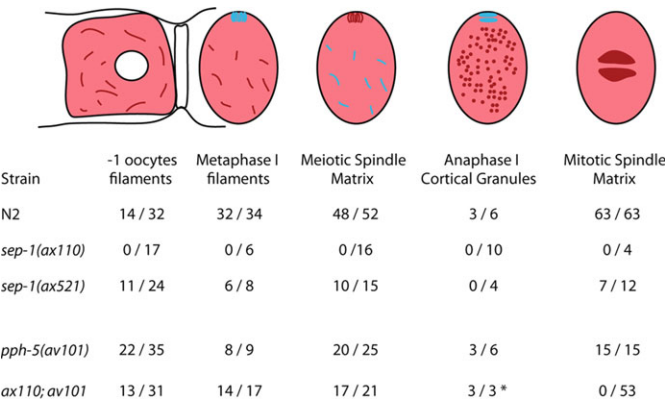 -1 oocytes Metaphase I Meiotic Spindle Anaphase I Mitotic Spindle
Strain filaments filaments Matrix Cortical Granules Matrix
N2 14 / 32 32 / 34 48 / 52 3 / 6 63 / 63
sep-1(ax110) 0 / 17 0 / 6 0 /16 0 / 10 0 / 4
sep-1(ax521) 11 / 24 6 / 8 10 / 15 0 / 4 7 / 12
pph-5(av101) 22 / 35 8 / 9 20 / 25 3 / 6 15 / 15
ax110; av101 13 / 31 14 / 17 17 / 21 3 / 3 * 0 / 53